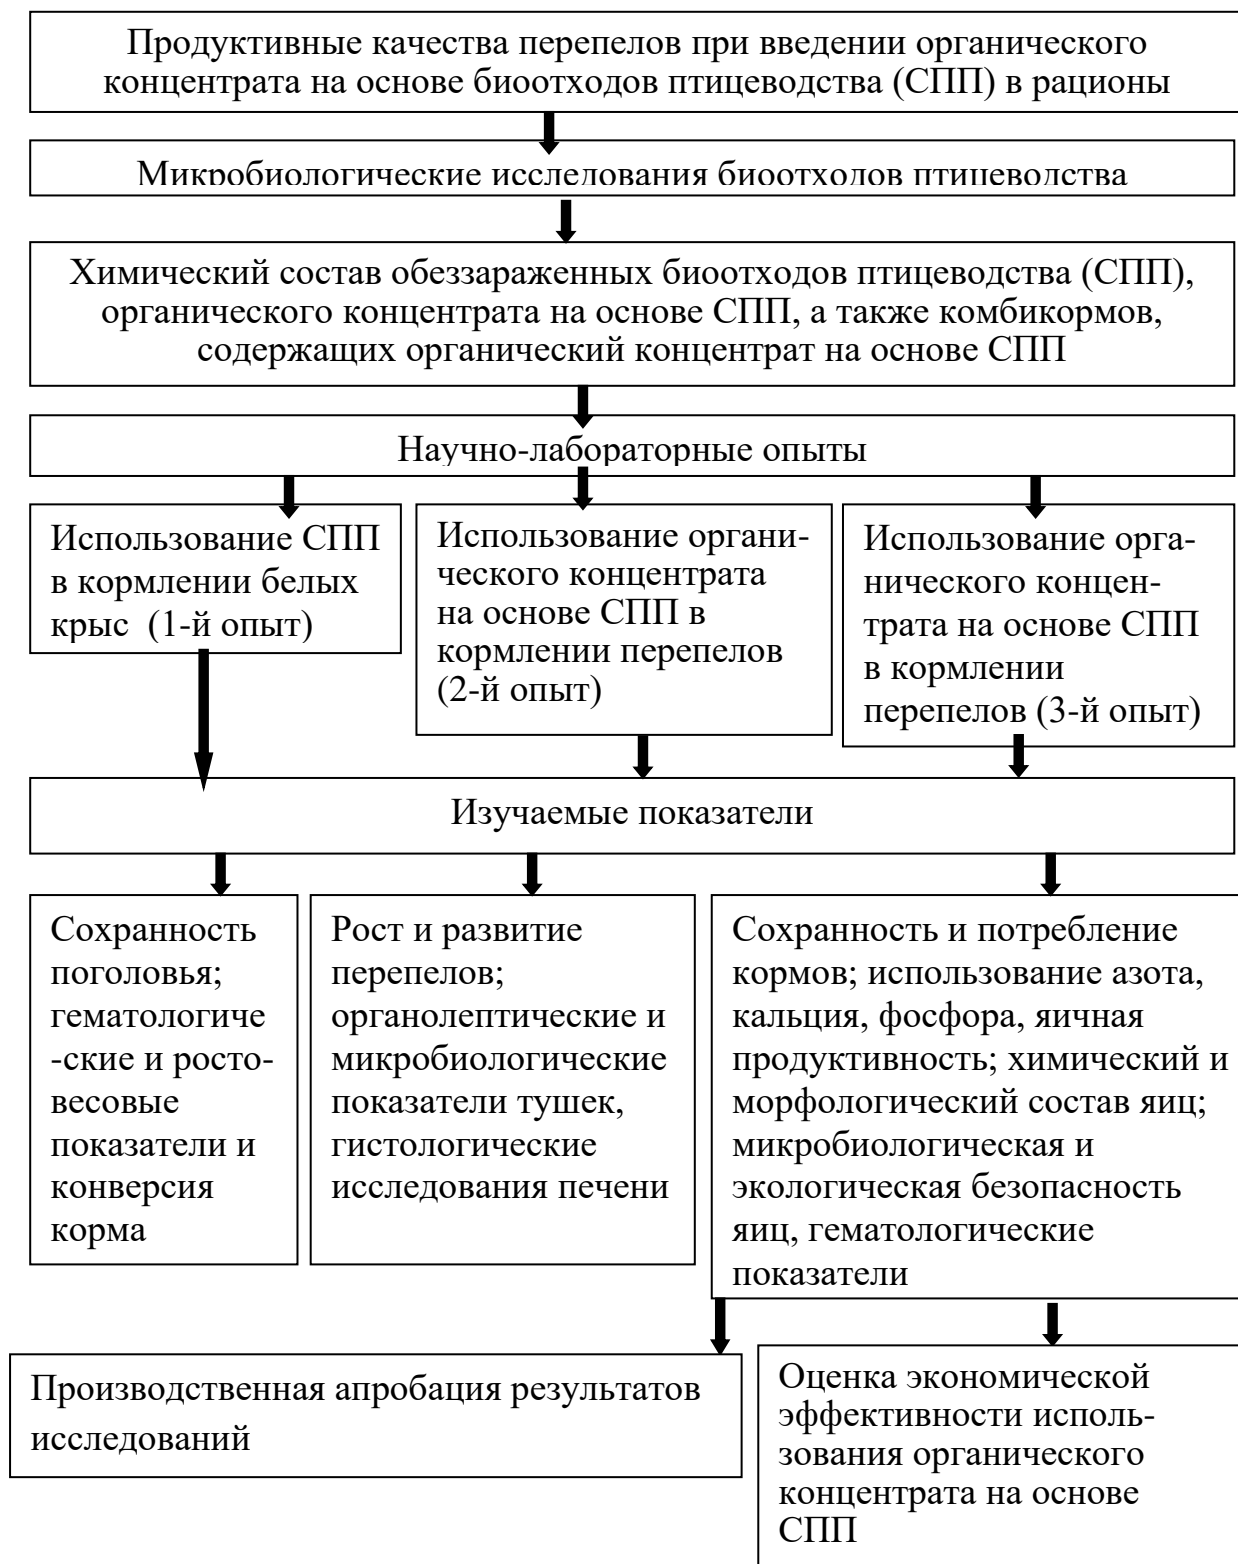 Продуктивные качества перепелов при введении органического
концентрата на основе биоотходов птицеводства (СПП) в рационы
Микробиологические исследования биоотходов птицеводства
Химический состав обеззараженных биоотходов птицеводства (СПП),
органического концентрата на основе СПП, а также комбикормов,
содержащих органический концентрат на основе СПП
Научно-лабораторные опыты
Использование СПП
в кормлении белых
крыс (1-й опыт)
Использование органи-
ческого концентрата
на основе СПП в
кормлении перепелов
(2-й опыт)
Использование орга-
нического концен-
трата на основе СПП
в кормлении
перепелов (3-й опыт)
Изучаемые показатели
Сохранность
поголовья;
гематологиче
-ские и росто-
весовые
показатели и
конверсия
корма
Рост и развитие
перепелов;
органолептические и
микробиологические
показатели тушек,
гистологические
исследования печени
Сохранность и потребление
кормов; использование азота,
кальция, фосфора, яичная
продуктивность; химический и
морфологический состав яиц;
микробиологическая и
экологическая безопасность
яиц, гематологические
показатели
Производственная апробация результатов
исследований
Оценка экономической
эффективности исполь-
зования органического
концентрата на основе
СПП